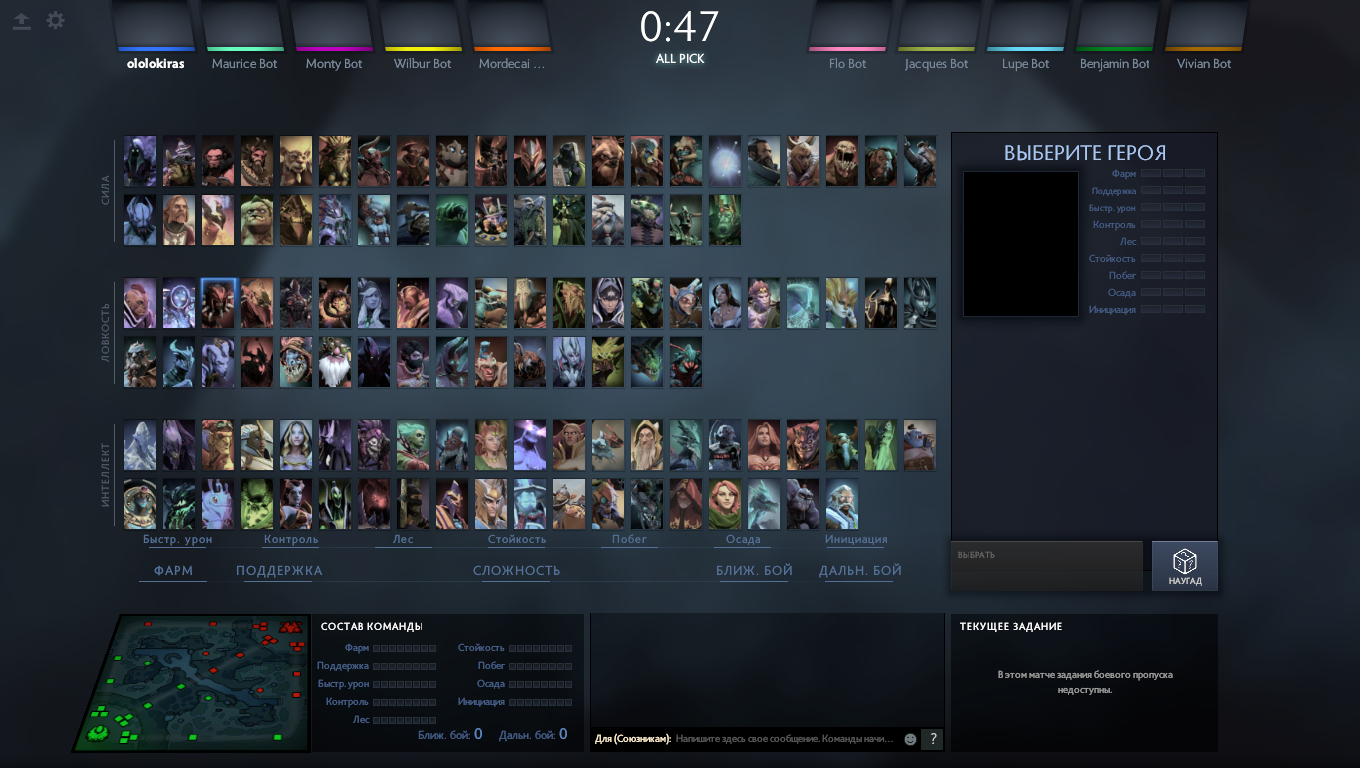 0:47
ALL PICK
ololokiras
Maurice Bot
Monty Bot
Wilbur Bot
Mordecai ...
Flo Bot
Jacques Bot
Lupe Bot
Benjamin Bot
Vivian Bot
СИЛА
ЛОВКОСТЬ
ИНТЕЛЛЕКТ
ВЫБЕРИТЕ ГЕРОЯ
Фарм
Поддержка
Быстр. урон
Контроль
Лес
Стойкость
Побег
Осада
Инициация
Быстр. урон
Контроль
Лес
Стойкость
Побег
Осада
Инициация
ФАРМ
ПОДДЕРЖКА
СЛОЖНОСТЬ
БЛИЖ. БОЙ
ДАЛЬН. БОЙ
ВЫБРАТЬ
НАУГАД
СОСТАВ КОМАНДЫ
Фарм
Поддержка
Быстр. урон
Контроль
Лес
Стойкость
Побег
Осада
Инициация
Ближ. бой: 0
Дальн. бой: 0
Для (Союзникам): Напишите здесь свое сообщение. Команды начи...
?
ТЕКУЩЕЕ ЗАДАНИЕ
В этом матче задания боевого пропуска
недоступны.